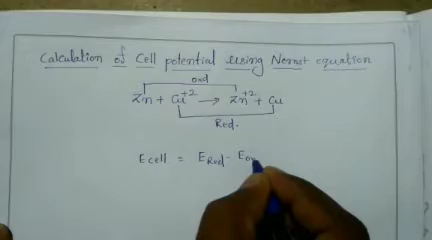 Calculation of Cell potential using Nernst equation
oxd
Zn + Cu+2 → Zn+2 + Cu
Red.
Ecell = ERed - Eox